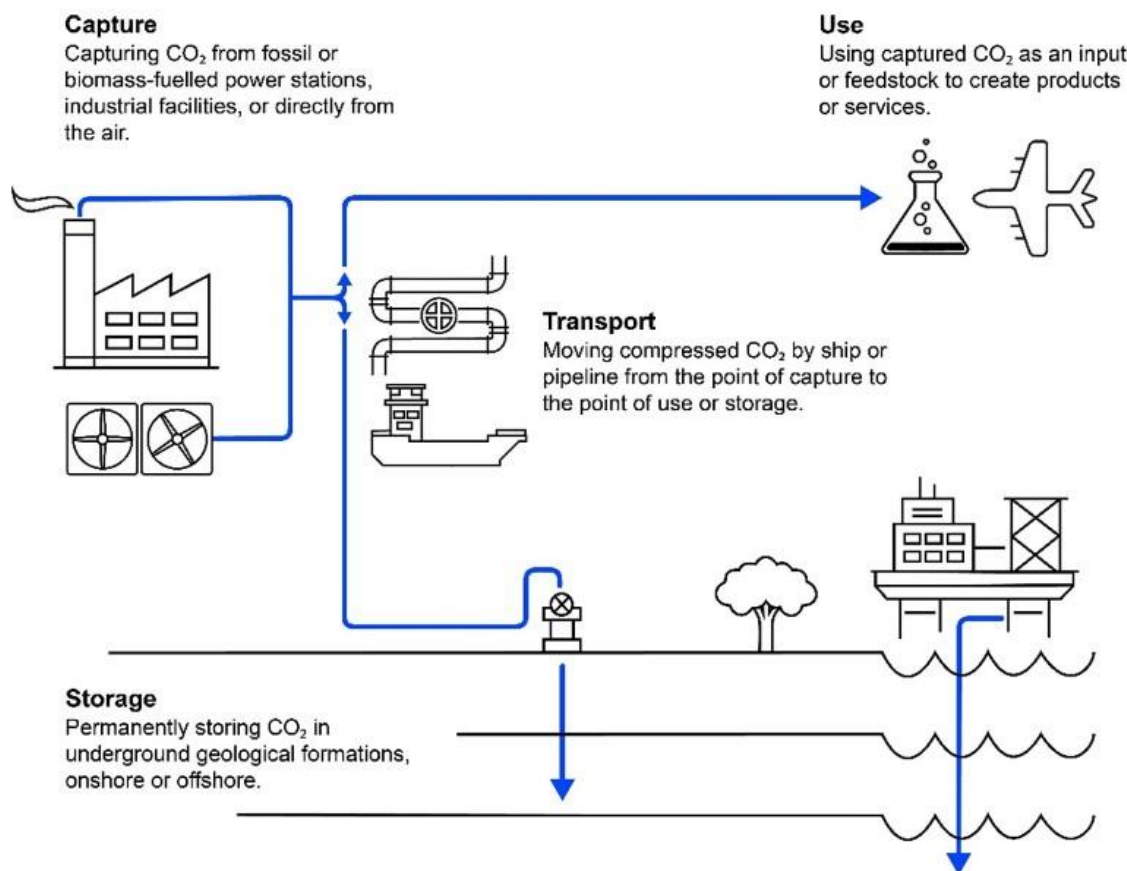 Capture
Capturing CO₂ from fossil or
biomass-fuelled power stations,
industrial facilities, or directly from
the air.
Use
Using captured CO₂ as an input
or feedstock to create products
or services.
Transport
Moving compressed CO₂ by ship or
pipeline from the point of capture to
the point of use or storage.
Storage
Permanently storing CO₂ in
underground geological formations,
onshore or offshore.